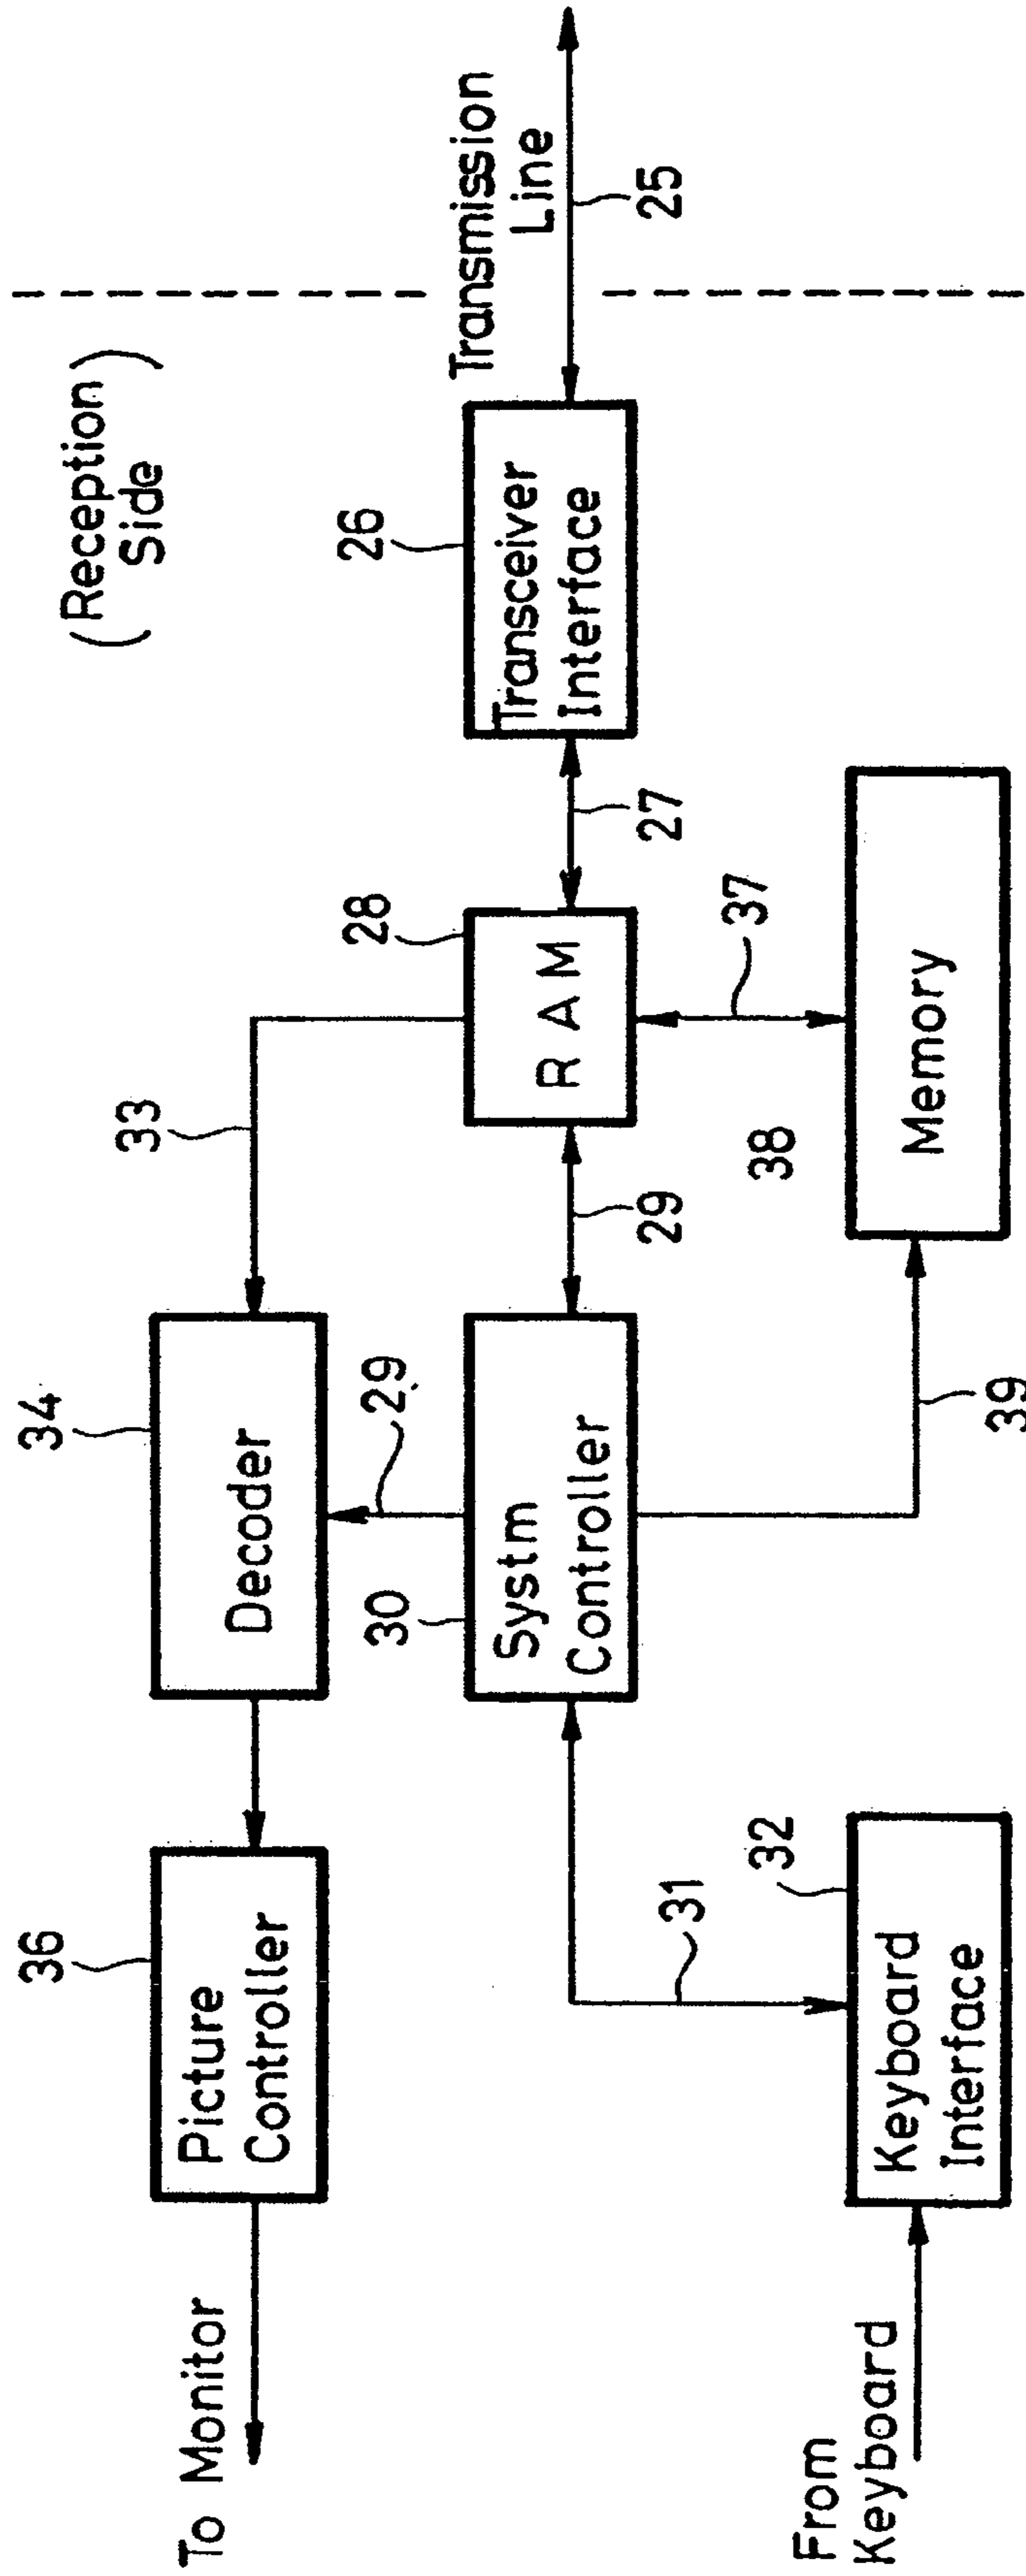 (Reception
Side)
Transmission
Line
25
26
Transceiver
Interface
27
28
R A M
33
37
38
Memory
29
34
Decoder
29
30
Systm
Controller
39
36
Picture
Controller
31
32
Keyboard
Interface
To Monitor
From
Keyboard